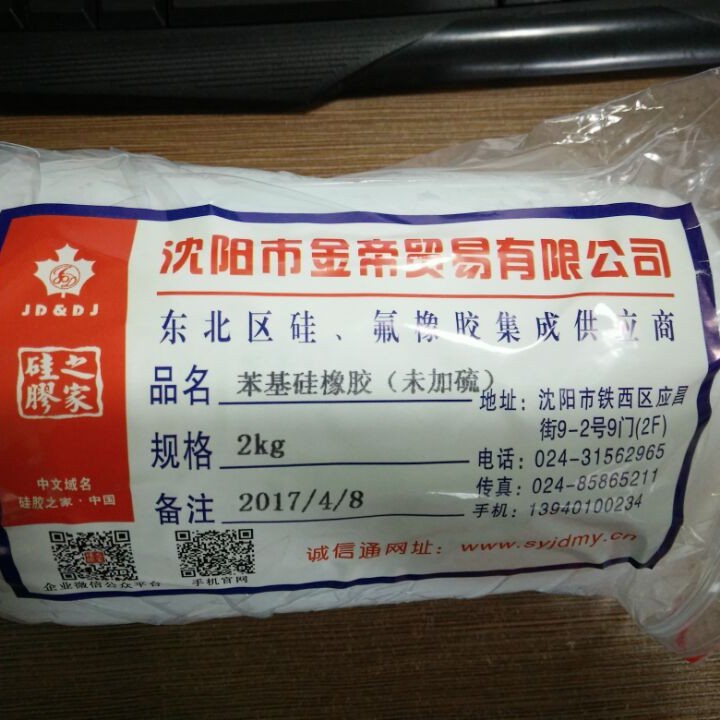 沈阳市金帝贸易有限公司
JD&DJ
东北区硅、氟橡胶集成供应商
硅胶之家
品名 苯基硅橡胶（未加硫）
规格 2kg
备注 2017/4/8
地址：沈阳市铁西区应昌
街9-2号9门(2F)
电话：024-31562965
传真：024-85865211
手机：13940100234
中文域名
硅胶之家·中国
诚信通网址：www.syjdmy.cn
企业微信公众平台
手机官网